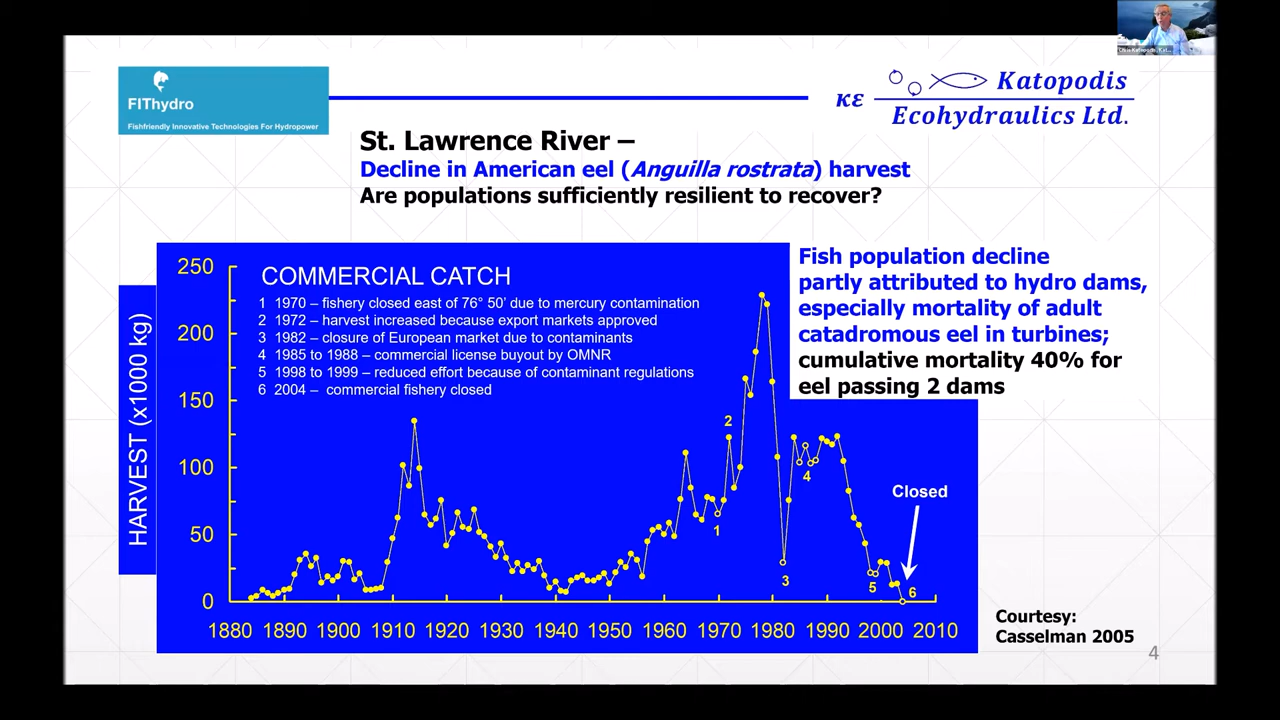 FIThydro
Fishfriendly Innovative Technologies For Hydropower
κε
Katopodis
Ecohydraulics Ltd.
St. Lawrence River –
Decline in American eel (Anguilla rostrata) harvest
Are populations sufficiently resilient to recover?
Fish population decline
partly attributed to hydro dams,
especially mortality of adult
catadromous eel in turbines;
cumulative mortality 40% for
eel passing 2 dams
COMMERCIAL CATCH
1 1970 – fishery closed east of 76° 50' due to mercury contamination
2 1972 – harvest increased because export markets approved
3 1982 – closure of European market due to contaminants
4 1985 to 1988 – commercial license buyout by OMNR
5 1998 to 1999 – reduced effort because of contaminant regulations
6 2004 – commercial fishery closed
HARVEST (x1000 kg)
250
200
150
100
50
0
1
2
3
4
5
6
Closed
1880 1890 1900 1910 1920 1930 1940 1950 1960 1970 1980 1990 2000 2010
Courtesy:
Casselman 2005
4